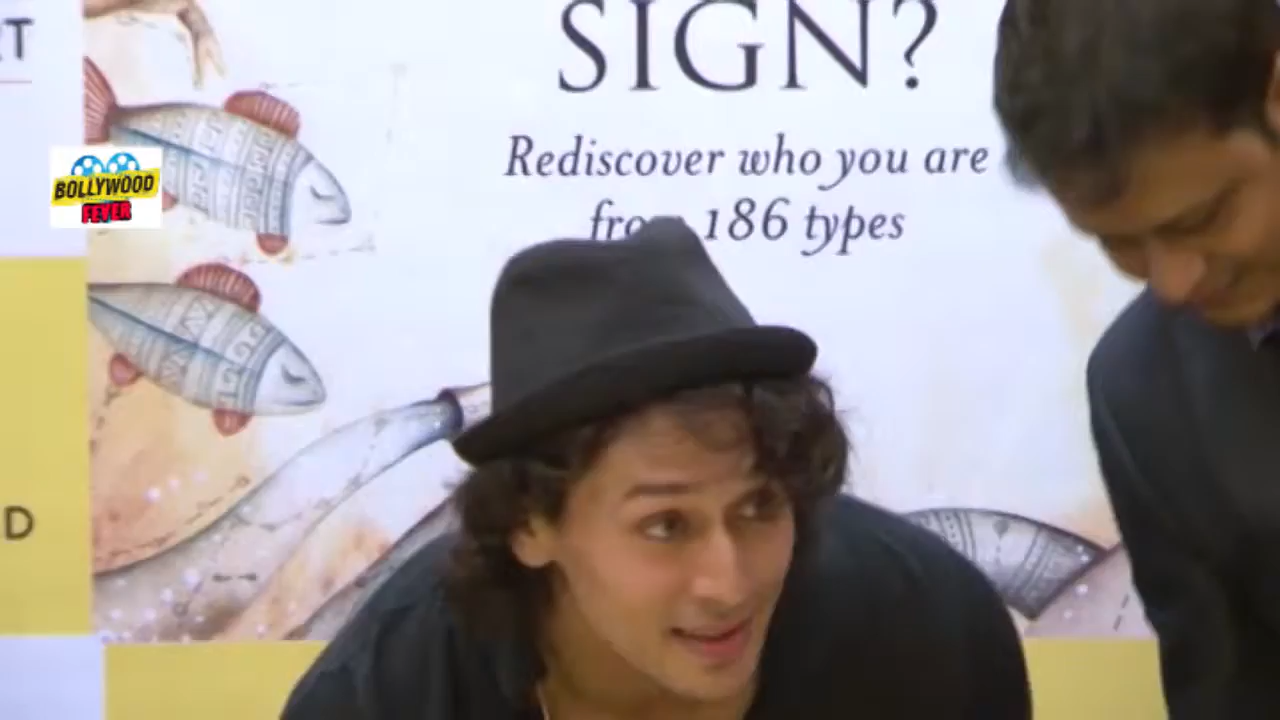 SIGN?
Rediscover who you are
186 types
BOLLYWOOD
FEVER